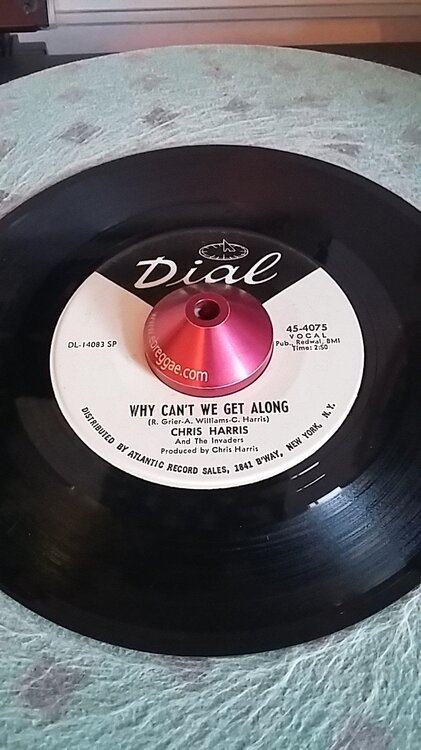 Dial
DL-14083 SP
45-4075
VOCAL
Pub., Redwal, BMI
Time: 2:50
www.ebreggae.com
WHY CAN'T WE GET ALONG
(R. Grier-A. Williams-C. Harris)
CHRIS HARRIS
And The Invaders
Produced by Chris Harris
DISTRIBUTED BY ATLANTIC RECORD SALES, 1841 B'WAY, NEW YORK, N.Y.